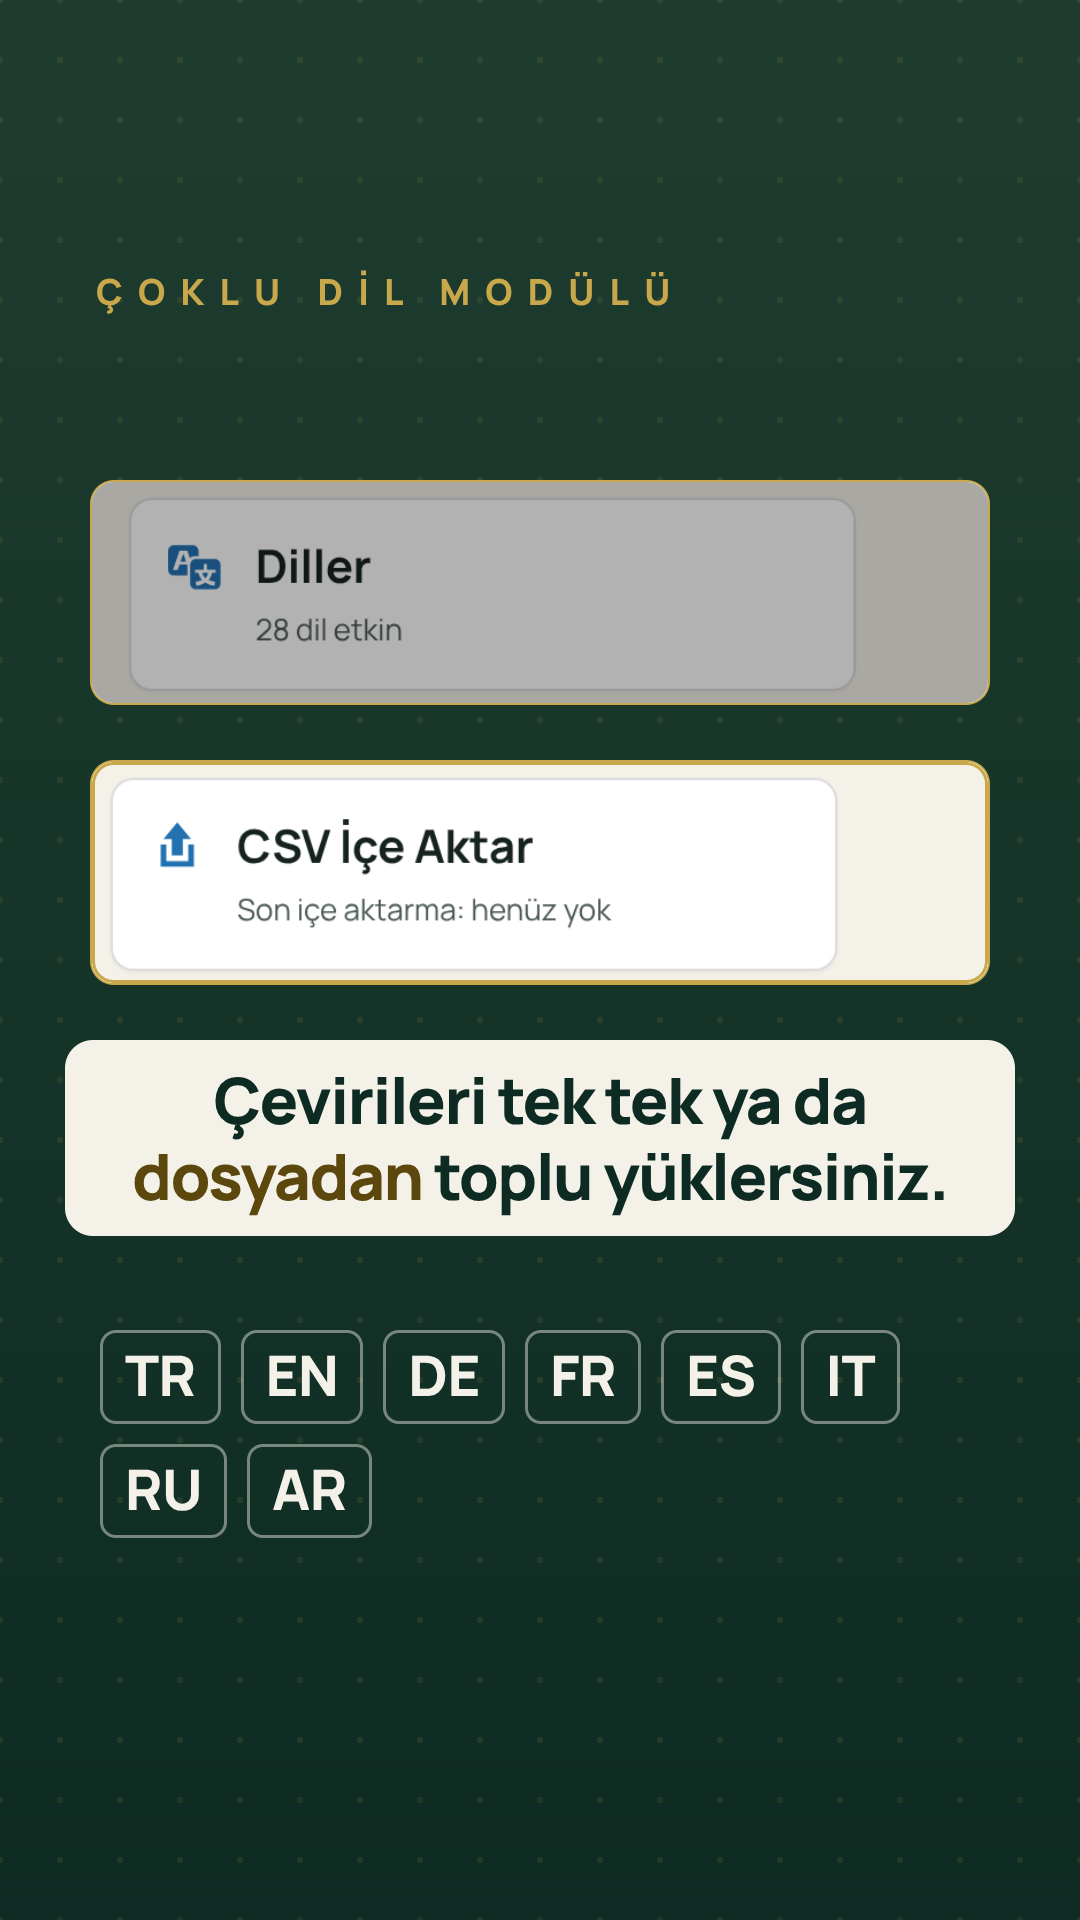 ÇOKLU DİL MODÜLÜ
Diller
28 dil etkin
CSV İçe Aktar
Son içe aktarma: henüz yok
Çevirileri tek tek ya da
dosyadan toplu yüklersiniz.
TR EN DE FR ES IT
RU AR